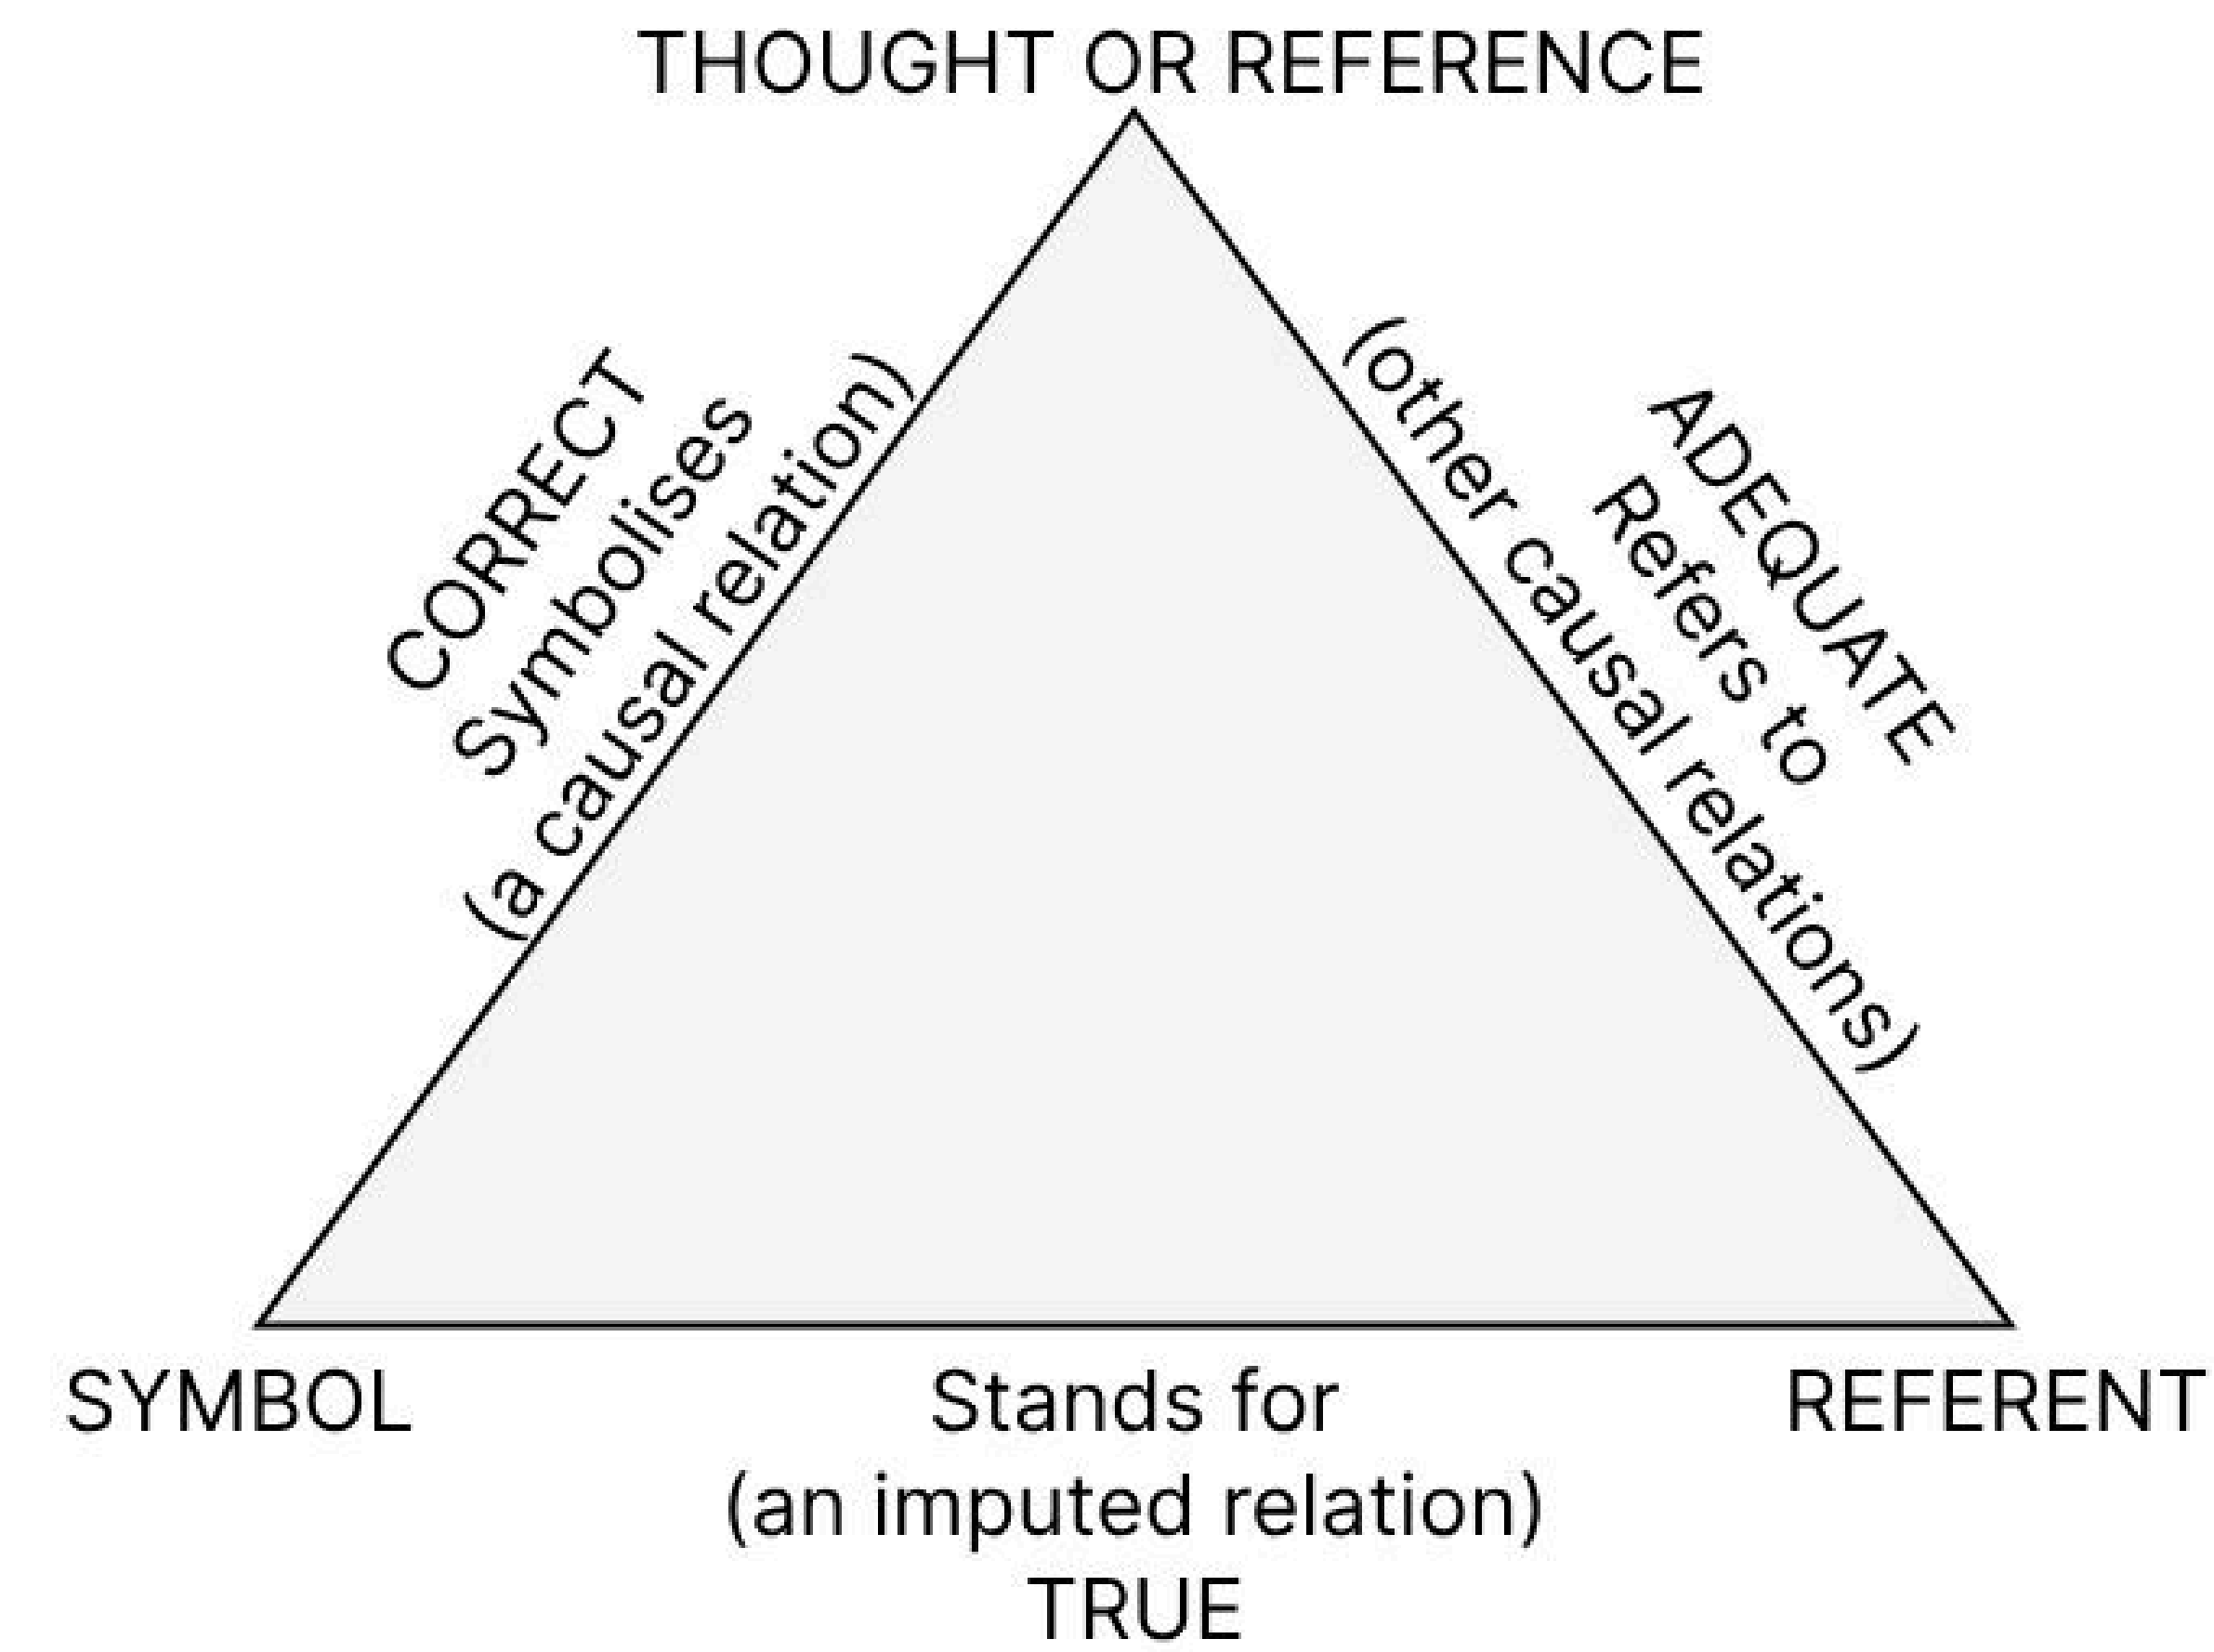 THOUGHT OR REFERENCE
CORRECT
Symbolises
(a causal relation)
ADEQUATE
Refers to
(other causal relations)
SYMBOL
Stands for
REFERENT
(an imputed relation)
TRUE